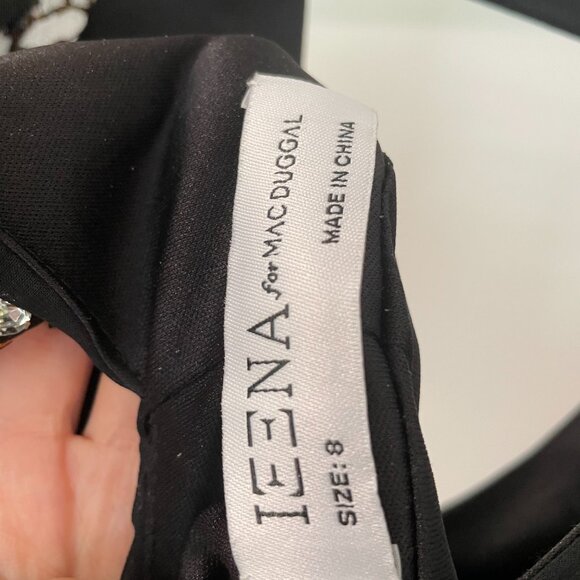 IEENA for MAC DUGGAL
SIZE: 8
MADE IN CHINA